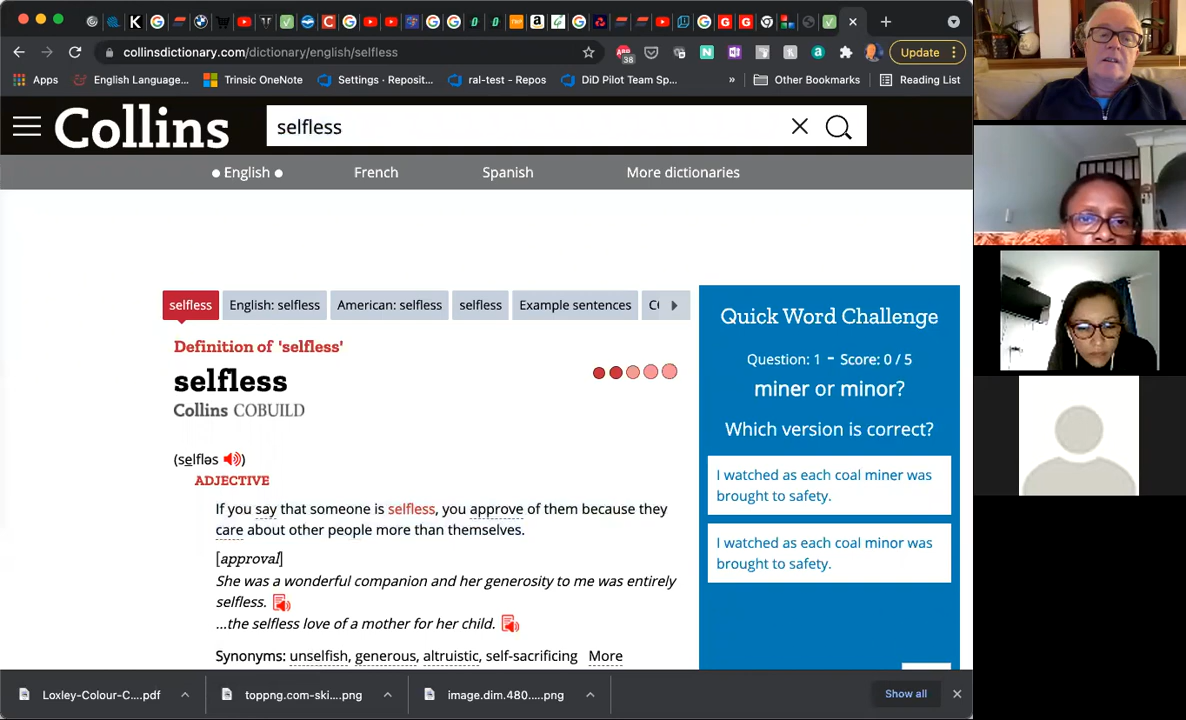 collinsdictionary.com/dictionary/english/selfless
38
Update
Apps English Language... Trinsic OneNote Settings · Reposit... ral-test - Repos DiD Pilot Team Sp... » Other Bookmarks Reading List
Collins
selfless
English French Spanish More dictionaries
selfless English: selfless American: selfless selfless Example sentences
Definition of 'selfless'
selfless
Collins COBUILD
(selfləs )
ADJECTIVE
If you say that someone is selfless, you approve of them because they
care about other people more than themselves.
[approval]
She was a wonderful companion and her generosity to me was entirely
selfless.
...the selfless love of a mother for her child.
Synonyms: unselfish, generous, altruistic, self-sacrificing More
Quick Word Challenge
Question: 1 - Score: 0 / 5
miner or minor?
Which version is correct?
I watched as each coal miner was
brought to safety.
I watched as each coal minor was
brought to safety.
Loxley-Colour-C....pdf toppng.com-ski....png image.dim.480.....png Show all